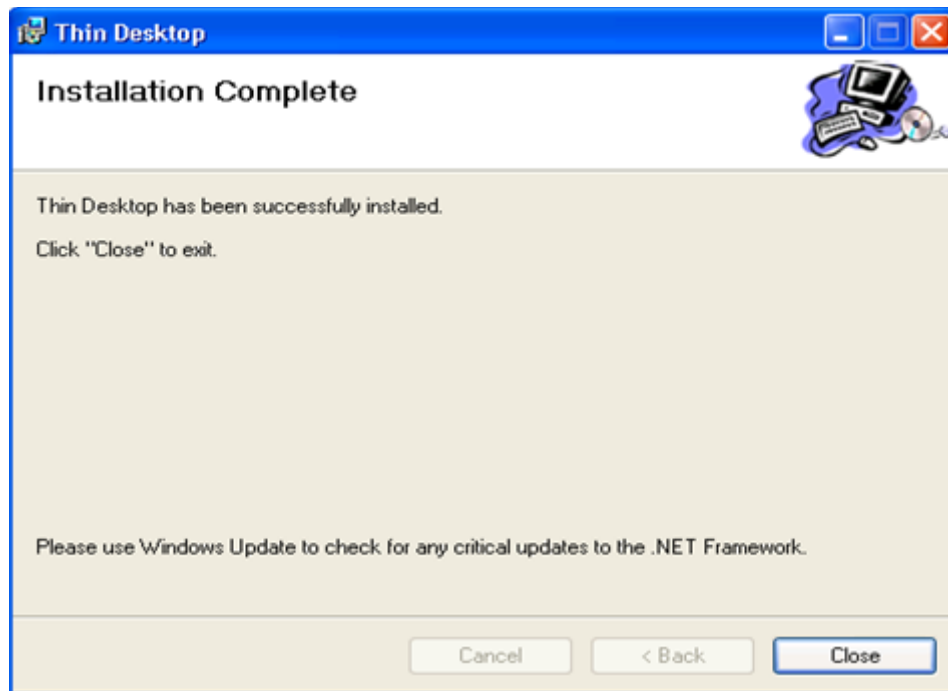 Thin Desktop
Installation Complete
Thin Desktop has been successfully installed.
Click "Close" to exit.
Please use Windows Update to check for any critical updates to the .NET Framework.
Cancel
< Back
Close